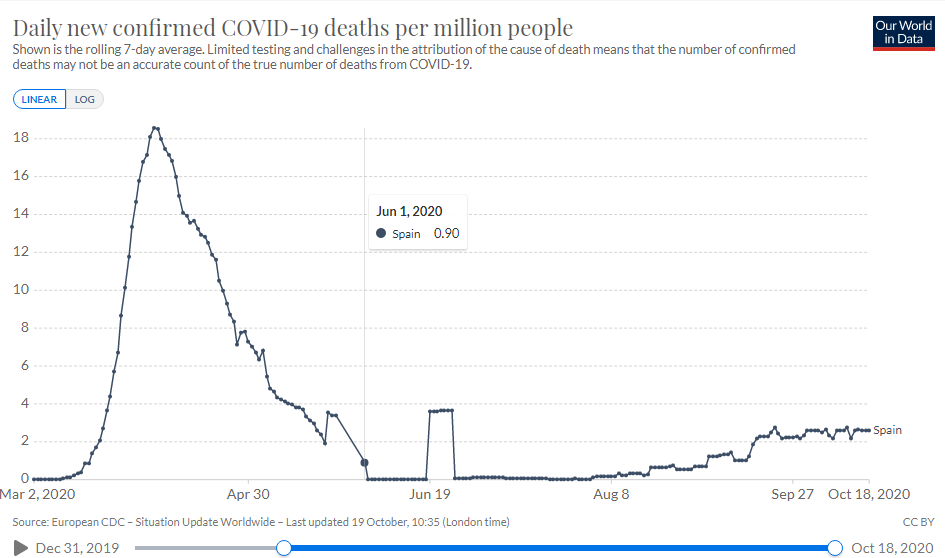 Daily new confirmed COVID-19 deaths per million people
Shown is the rolling 7-day average. Limited testing and challenges in the attribution of the cause of death means that the number of confirmed
deaths may not be an accurate count of the true number of deaths from COVID-19.
Our World
in Data
LINEAR LOG
18
16
14
12
10
8
6
4
2
0
Jun 1, 2020
Spain 0.90
Spain
Mar 2, 2020 Apr 30 Jun 19 Aug 8 Sep 27 Oct 18, 2020
Source: European CDC – Situation Update Worldwide – Last updated 19 October, 10:35 (London time) CC BY
Dec 31, 2019 Oct 18, 2020